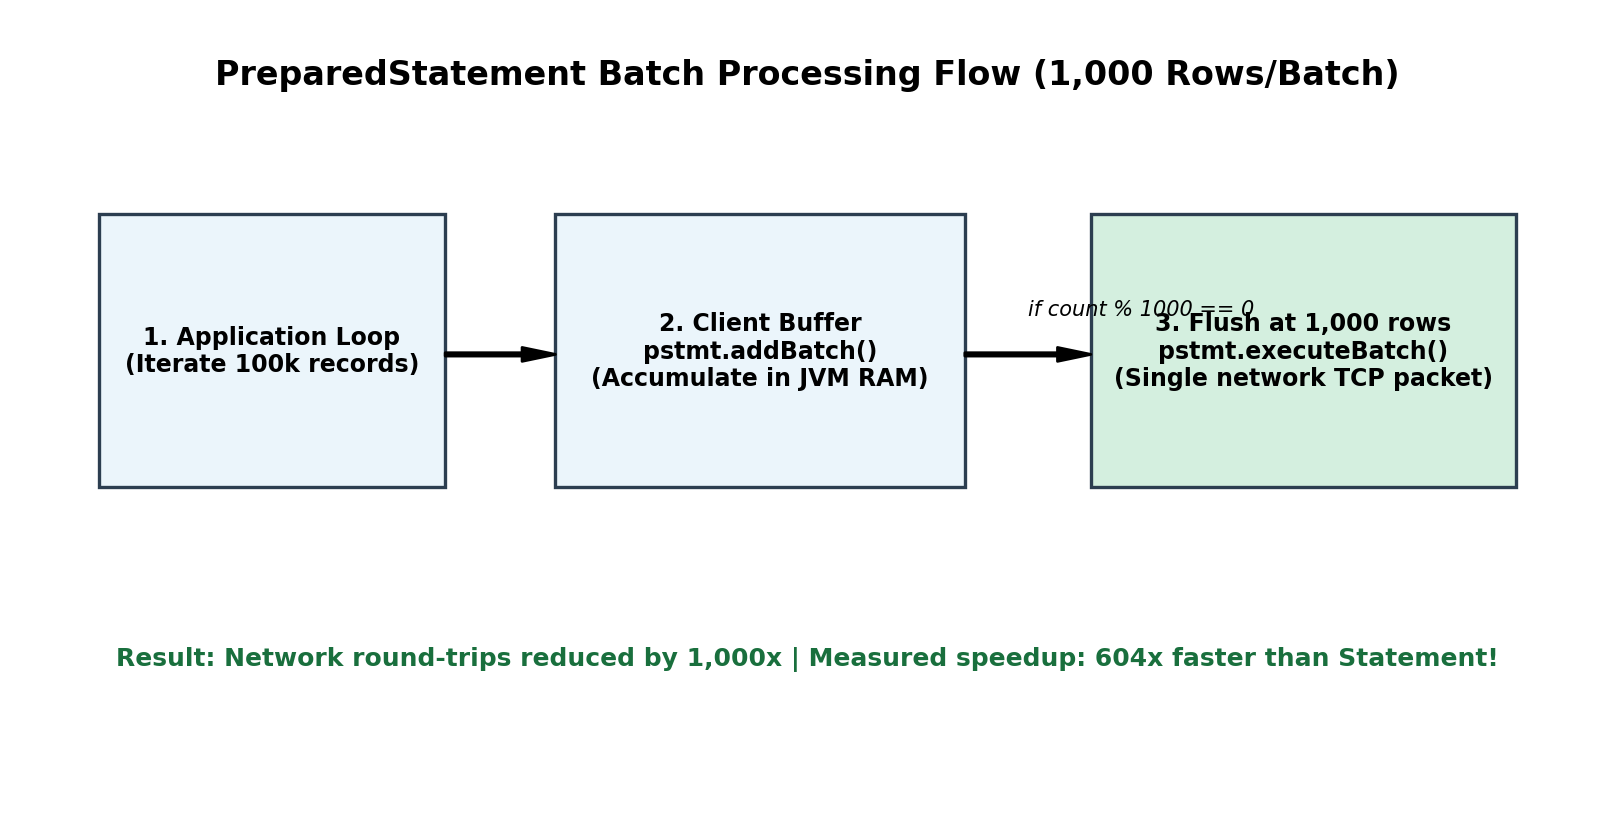 PreparedStatement Batch Processing Flow (1,000 Rows/Batch)
1. Application Loop
(Iterate 100k records)
2. Client Buffer
pstmt.addBatch()
(Accumulate in JVM RAM)
if count % 1000 == 0
3. Flush at 1,000 rows
pstmt.executeBatch()
(Single network TCP packet)
Result: Network round-trips reduced by 1,000x | Measured speedup: 604x faster than Statement!